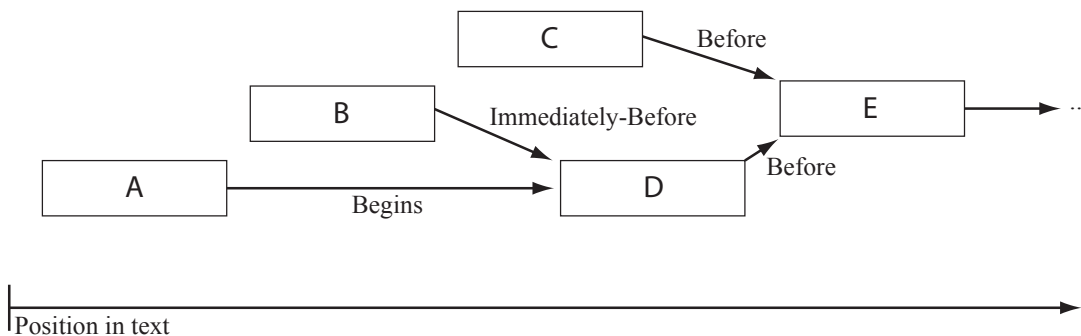 C
Before
E
..
B
Immediately-Before
A
Begins
D
Before
Position in text